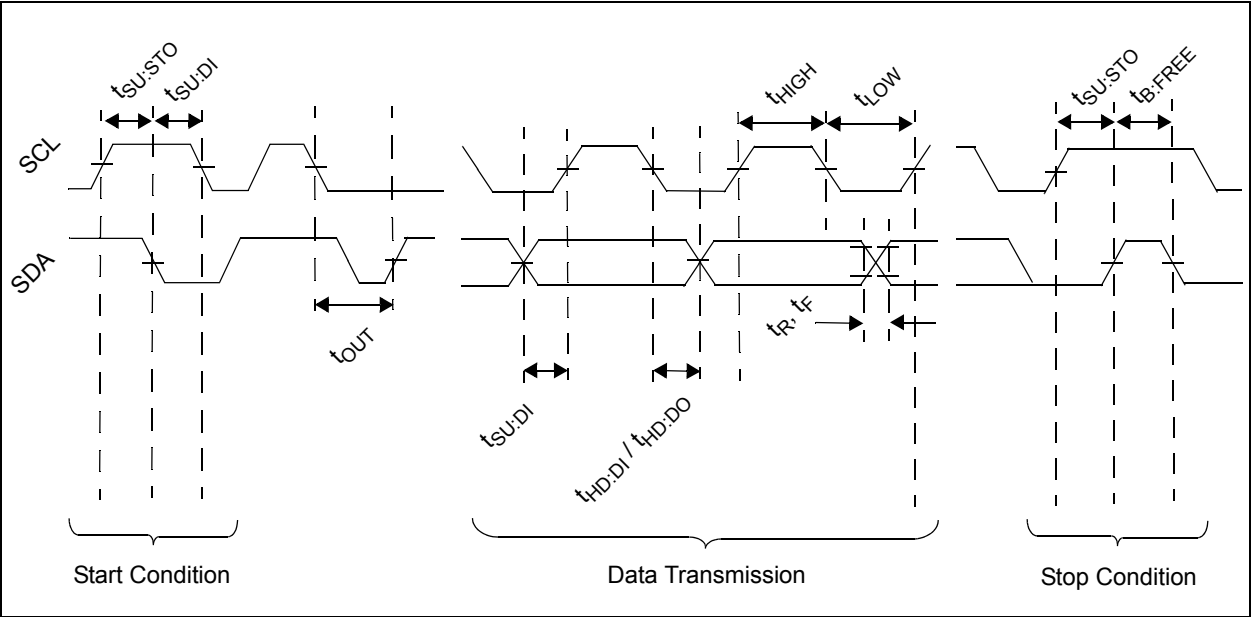 tSU:STO
tSU:DI
tHIGH
tLOW
tSU:STO
tB:FREE
SCL
SDA
tOUT
tR, tF
tSU:DI
tHD:DI / tHD:DO
Start Condition
Data Transmission
Stop Condition